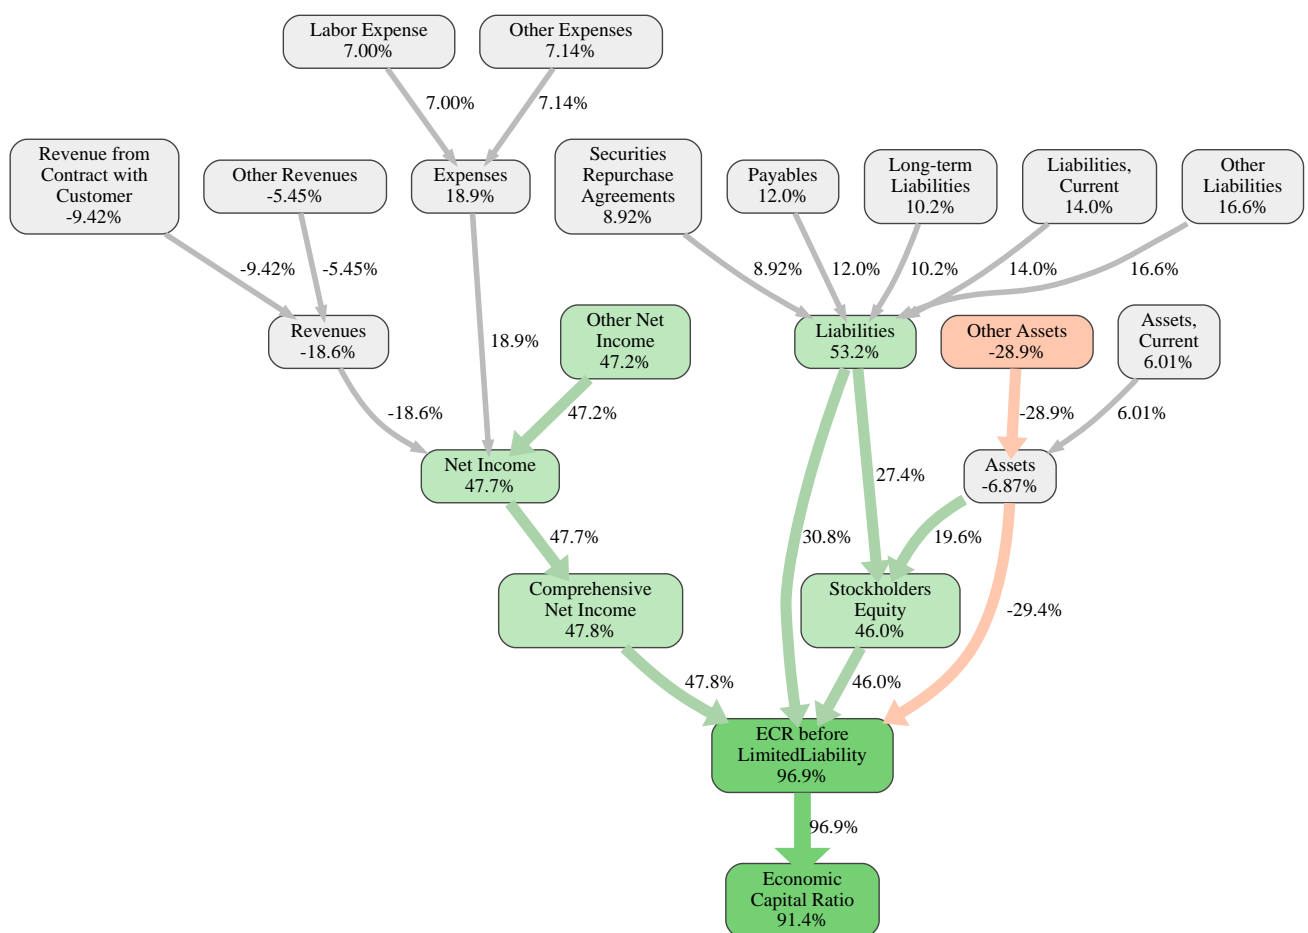 Labor Expense
7.00%
Other Expenses
7.14%
7.00%
7.14%
Revenue from
Contract with
Customer
-9.42%
Other Revenues
-5.45%
Expenses
18.9%
Securities
Repurchase
Agreements
8.92%
Payables
12.0%
Long-term
Liabilities
10.2%
Liabilities,
Current
14.0%
Other
Liabilities
16.6%
-9.42%
-5.45%
8.92%
12.0%
10.2%
14.0%
16.6%
Revenues
-18.6%
18.9%
Other Net
Income
47.2%
Liabilities
53.2%
Other Assets
-28.9%
Assets,
Current
6.01%
-18.6%
47.2%
-28.9%
6.01%
Net Income
47.7%
27.4%
Assets
-6.87%
47.7%
30.8%
19.6%
Comprehensive
Net Income
47.8%
Stockholders
Equity
46.0%
-29.4%
47.8%
46.0%
ECR before
LimitedLiability
96.9%
96.9%
Economic
Capital Ratio
91.4%